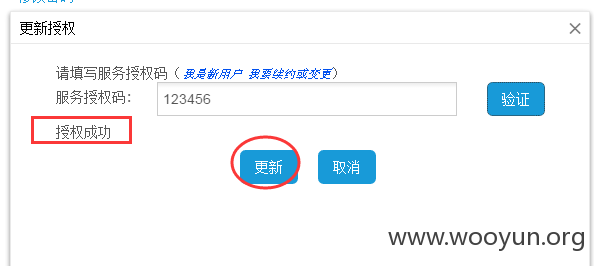 更新授权
请填写服务授权码（我是新用户 我要续约或变更）
服务授权码： 123456 验证
授权成功
更新 取消
www.wooyun.org